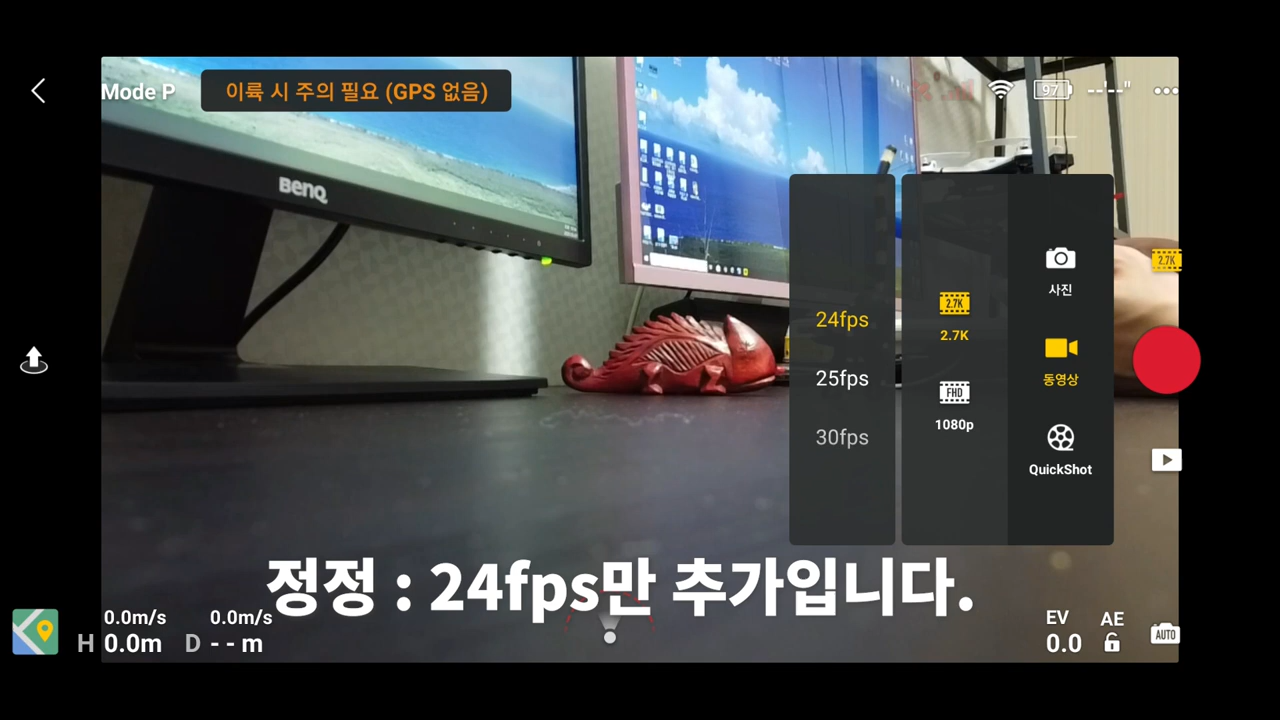 Mode P
이륙 시 주의 필요 (GPS 없음)
97
--'--"
BenQ
24fps
25fps
30fps
2.7K
2.7K
FHD
1080p
사진
동영상
QuickShot
2.7K
정정 : 24fps만 추가입니다.
0.0m/s
0.0m/s
H 0.0m
D - - m
EV
0.0
AE
AUTO